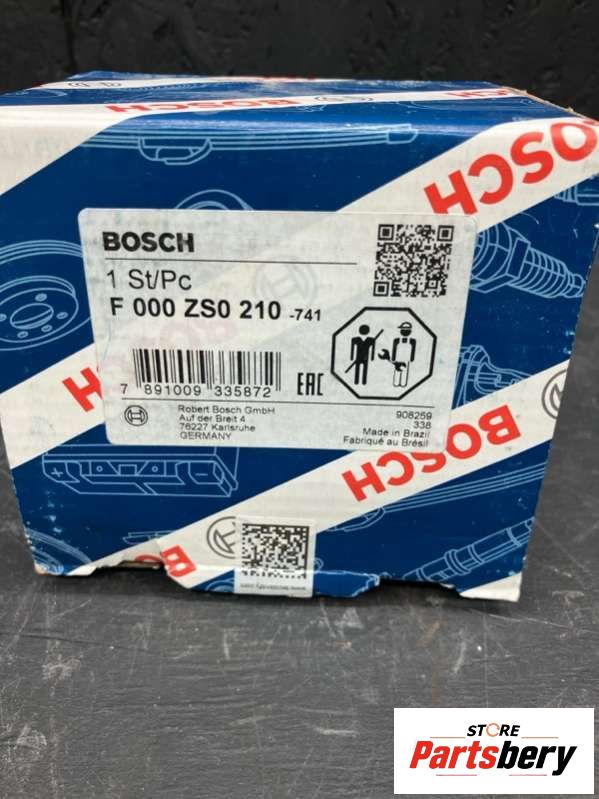 BOSCH
BOSCH
1 St/Pc
F 000 ZS0 210 -741
7 891009 335872
EAC
Robert Bosch GmbH
Auf der Breit 4
76227 Karlsruhe
GERMANY
908259
338
Made in Brazil
Fabriqué au Brésil
BOSCH
BOSCH
STORE
Partsbery